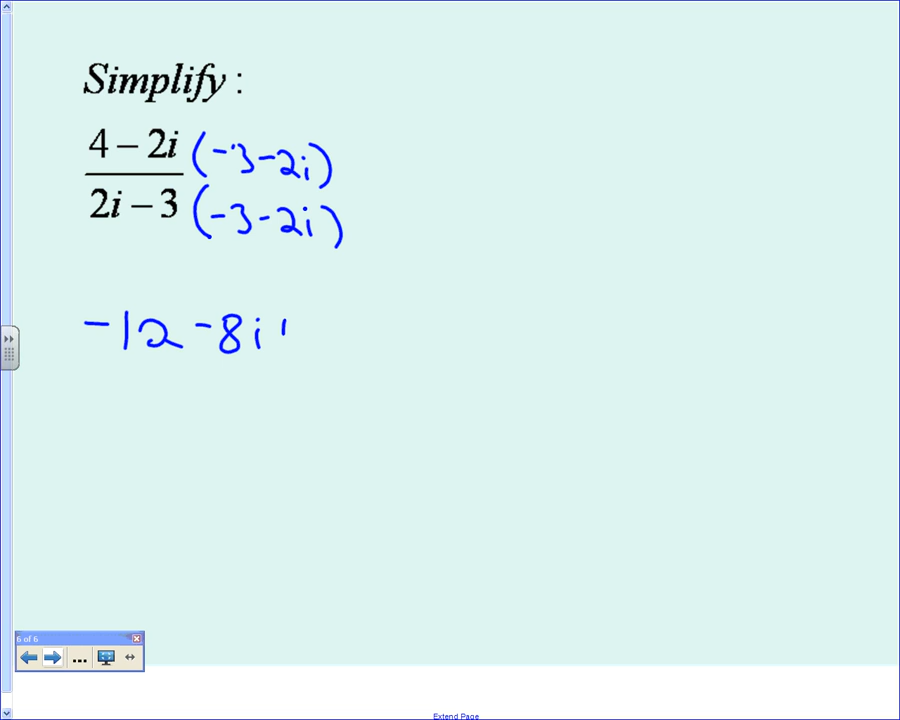 Simplify :
4 – 2i (-3-2i)
2i – 3 (-3-2i)
-12 -8i
6 of 6
...
Extend Page